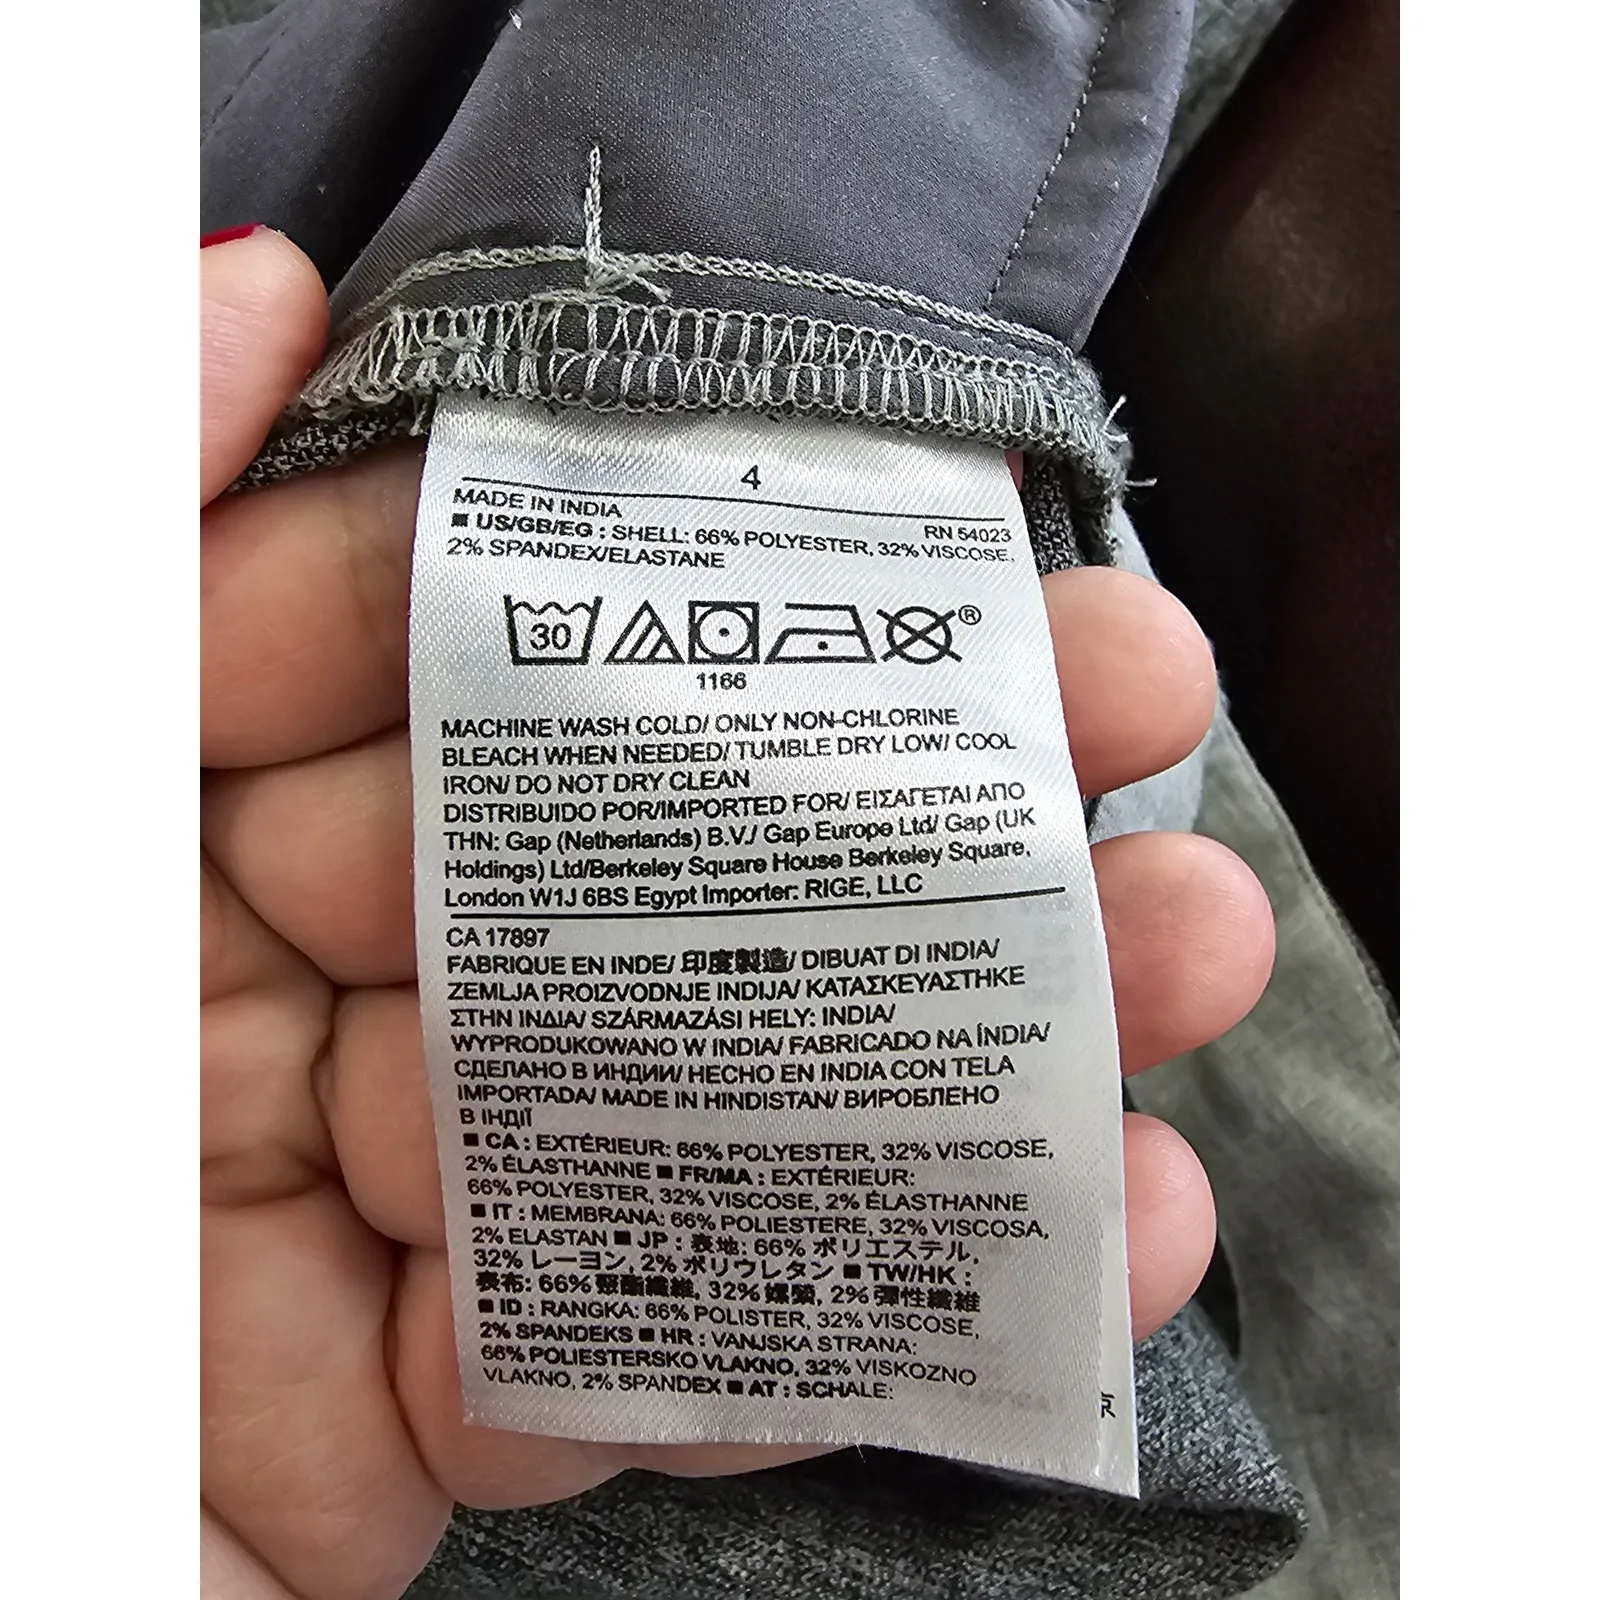 4
MADE IN INDIA
RN 54023
■ US/GB/EG : SHELL: 66% POLYESTER, 32% VISCOSE,
2% SPANDEX/ELASTANE
30
®
1166
MACHINE WASH COLD/ ONLY NON-CHLORINE
BLEACH WHEN NEEDED/ TUMBLE DRY LOW/ COOL
IRON/ DO NOT DRY CLEAN
DISTRIBUIDO POR/IMPORTED FOR/ ΕΙΣΑΓΕΤΑΙ ΑΠΟ
THN: Gap (Netherlands) B.V./ Gap Europe Ltd/ Gap (UK
Holdings) Ltd/Berkeley Square House Berkeley Square,
London W1J 6BS Egypt Importer: RIGE, LLC
CA 17897
FABRIQUE EN INDE/ 印度製造/ DIBUAT DI INDIA/
ZEMLJA PROIZVODNJE INDIJA/ ΚΑΤΑΣΚΕΥΑΣΤΗΚΕ
ΣΤΗΝ ΙΝΔΙΑ/ SZÁRMAZÁSI HELY: INDIA/
WYPRODUKOWANO W INDIA/ FABRICADO NA ÍNDIA/
СДЕЛАНО В ИНДИИ/ HECHO EN INDIA CON TELA
IMPORTADA/ MADE IN HINDISTAN/ ВИРОБЛЕНО
В ІНДІЇ
■ CA : EXTÉRIEUR: 66% POLYESTER, 32% VISCOSE,
2% ÉLASTHANNE ■ FR/MA : EXTÉRIEUR:
66% POLYESTER, 32% VISCOSE, 2% ÉLASTHANNE
■ IT : MEMBRANA: 66% POLIESTERE, 32% VISCOSA,
2% ELASTAN ■ JP : 表地: 66% ポリエステル,
32% レーヨン, 2% ポリウレタン ■ TW/HK :
表布: 66% 聚酯纖維, 32% 嫘縈, 2% 彈性纖維
■ ID : RANGKA: 66% POLISTER, 32% VISCOSE,
2% SPANDEKS ■ HR : VANJSKA STRANA:
66% POLIESTERSKO VLAKNO, 32% VISKOZNO
VLAKNO, 2% SPANDEX ■ AT : SCHALE:
京